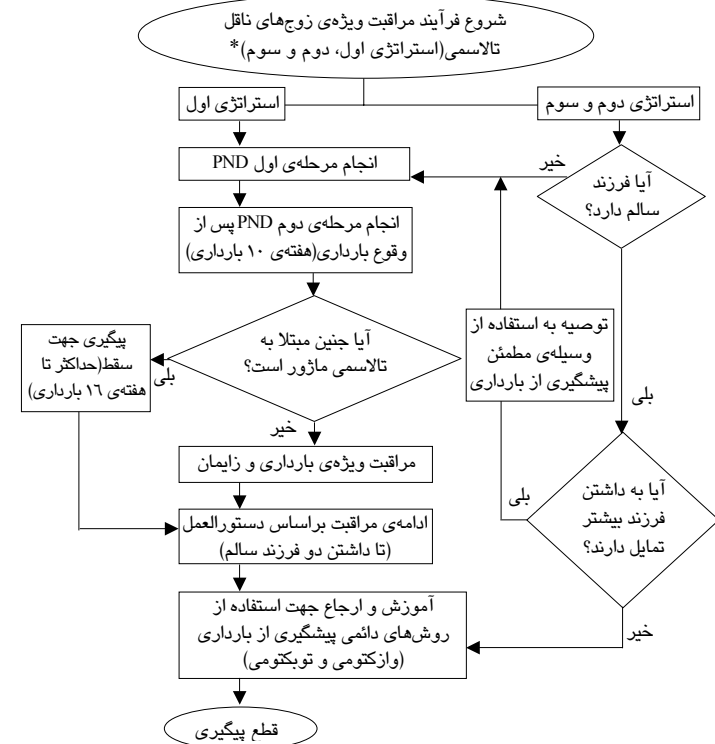 شروع فرآیند مراقبت ویژه‌ی زوج‌های ناقل
تالاسمی(استراتژی اول، دوم و سوم)*
استراتژی دوم و سوم
استراتژی اول
آیا فرزند
سالم دارد؟
خیر
انجام مرحله‌ی اول PND
انجام مرحله‌ی دوم PND پس از
وقوع بارداری(هفته‌ی ۱۰ بارداری)
توصیه به استفاده از
وسیله‌ی مطمئن
پیشگیری از بارداری
آیا جنین مبتلا به
تالاسمی ماژور است؟
بلی
پیگیری جهت
سقط(حداکثر تا
هفته‌ی ۱۶ بارداری)
بلی
خیر
مراقبت ویژه‌ی بارداری و زایمان
آیا به داشتن
فرزند بیشتر
تمایل دارند؟
بلی
ادامه‌ی مراقبت براساس دستورالعمل
(تا داشتن دو فرزند سالم)
خیر
آموزش و ارجاع جهت استفاده از
روش‌های دائمی پیشگیری از بارداری
(وازکتومی و توبکتومی)
قطع پیگیری